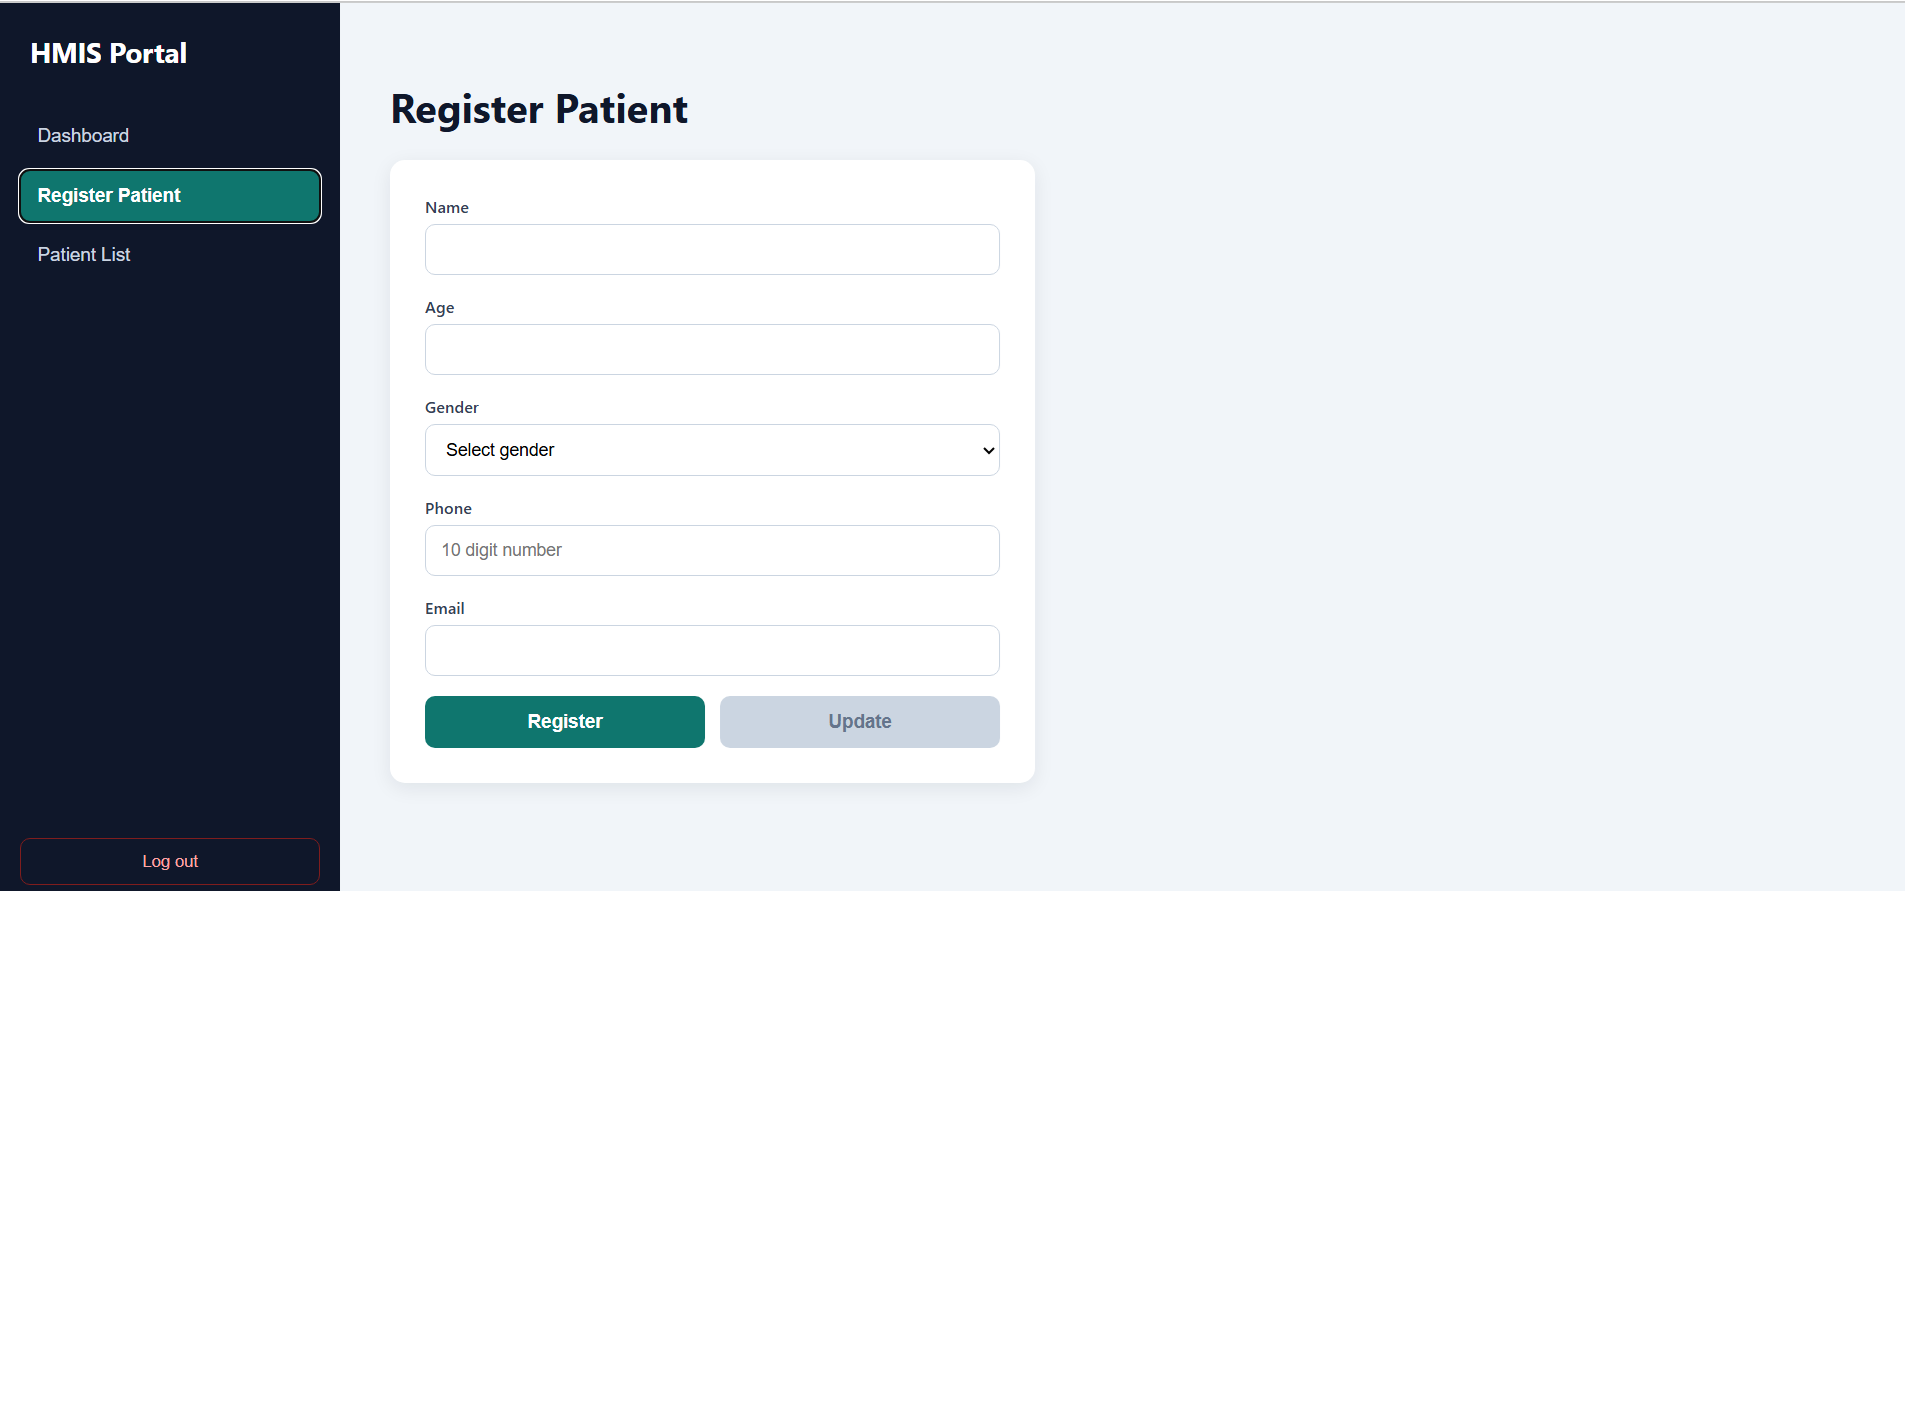 HMIS Portal
Dashboard
Register Patient
Patient List
Log out
Register Patient
Name
Age
Gender
Select gender
Phone
10 digit number
Email
Register
Update